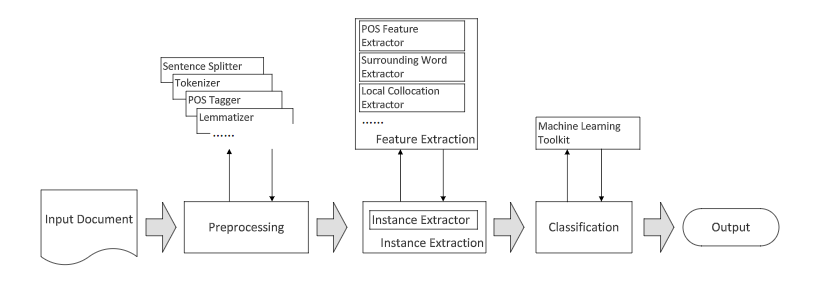 POS Feature
Extractor
Surrounding Word
Extractor
Local Collocation
Extractor
......
Feature Extraction
Sentence Splitter
Tokenizer
POS Tagger
Lemmatizer
......
Machine Learning
Toolkit
Input Document
Preprocessing
Instance Extractor
Instance Extraction
Classification
Output